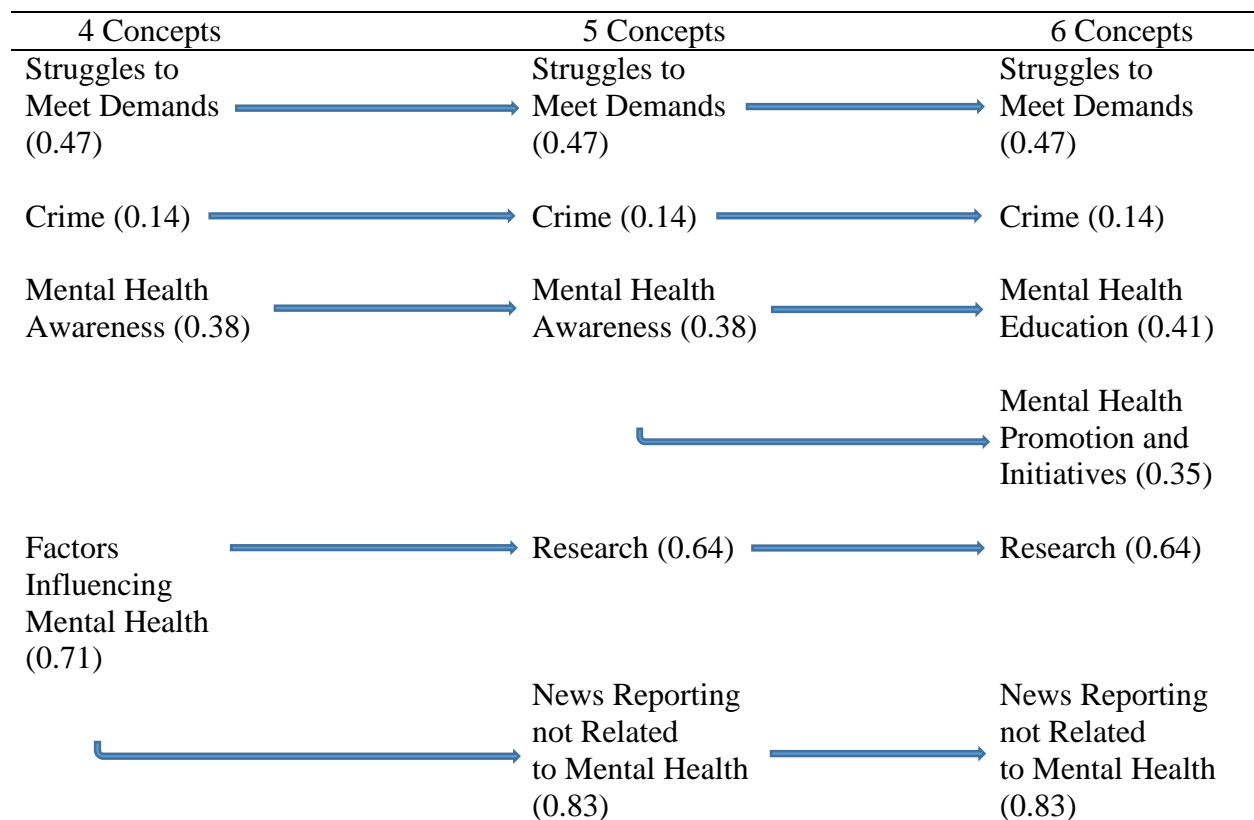 4 Concepts 5 Concepts 6 Concepts
Struggles to Struggles to Struggles to
Meet Demands Meet Demands Meet Demands
(0.47) (0.47) (0.47)
Crime (0.14) Crime (0.14) Crime (0.14)
Mental Health Mental Health Mental Health
Awareness (0.38) Awareness (0.38) Education (0.41)
Mental Health
Promotion and
Initiatives (0.35)
Factors Research (0.64) Research (0.64)
Influencing
Mental Health
(0.71)
News Reporting News Reporting
not Related not Related
to Mental Health to Mental Health
(0.83) (0.83)